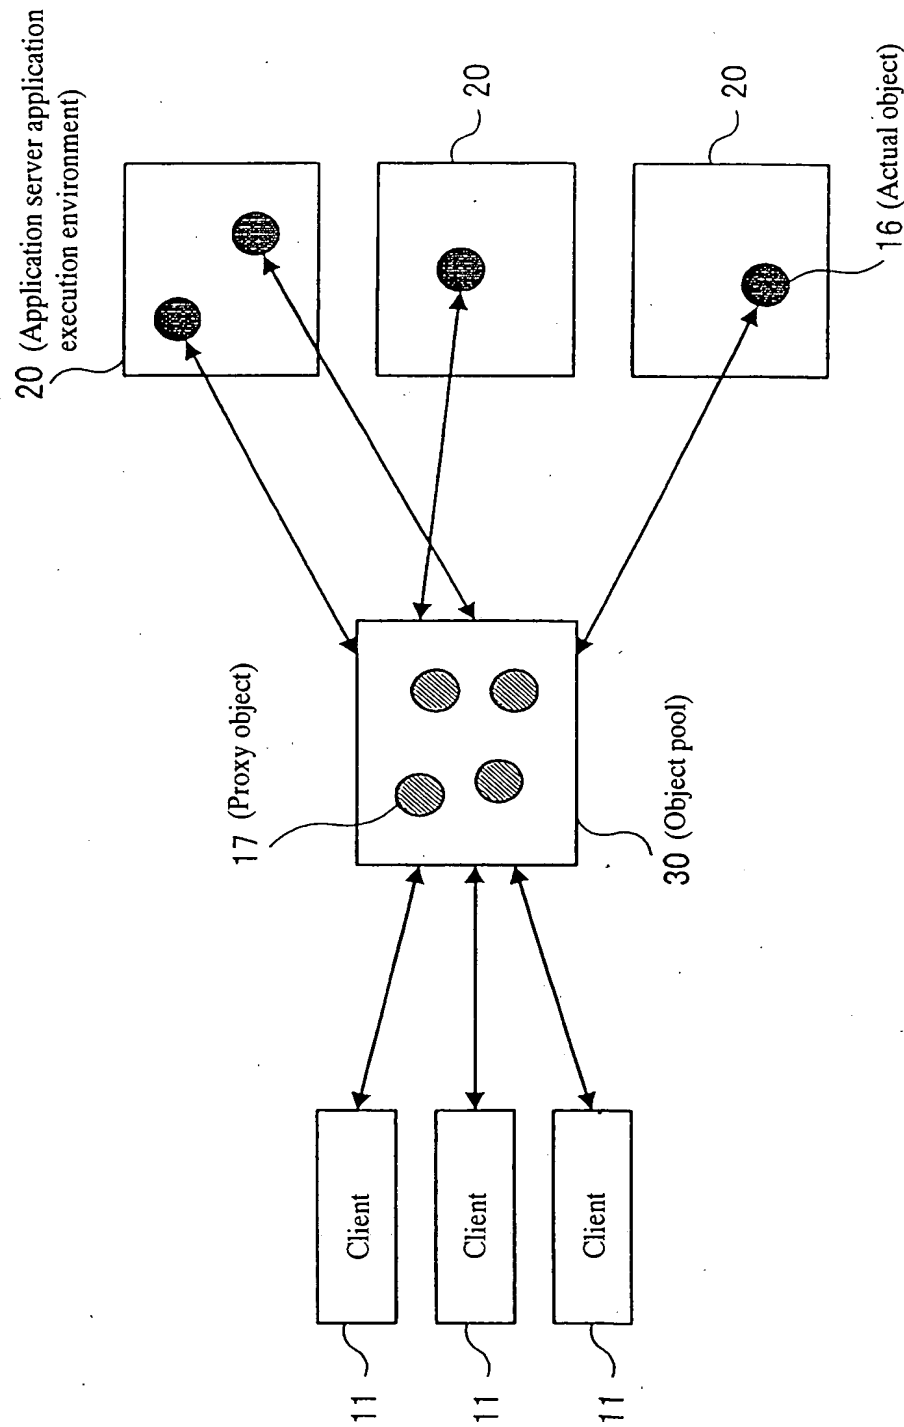 20 (Application server application
execution environment)
20
20
16 (Actual object)
17 (Proxy object)
30 (Object pool)
Client
Client
Client
11
11
11